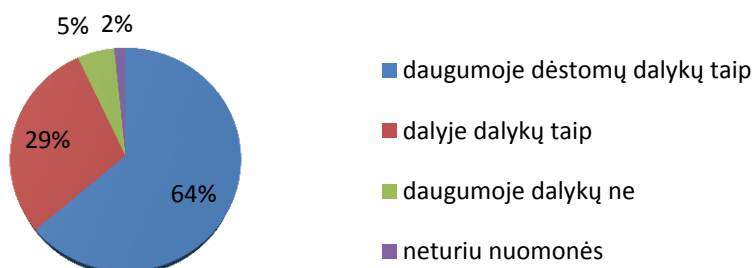 5% 2%
29%
64%
daugumoje dėstomų dalykų taip
dalyje dalykų taip
daugumoje dalykų ne
neturiu nuomonės